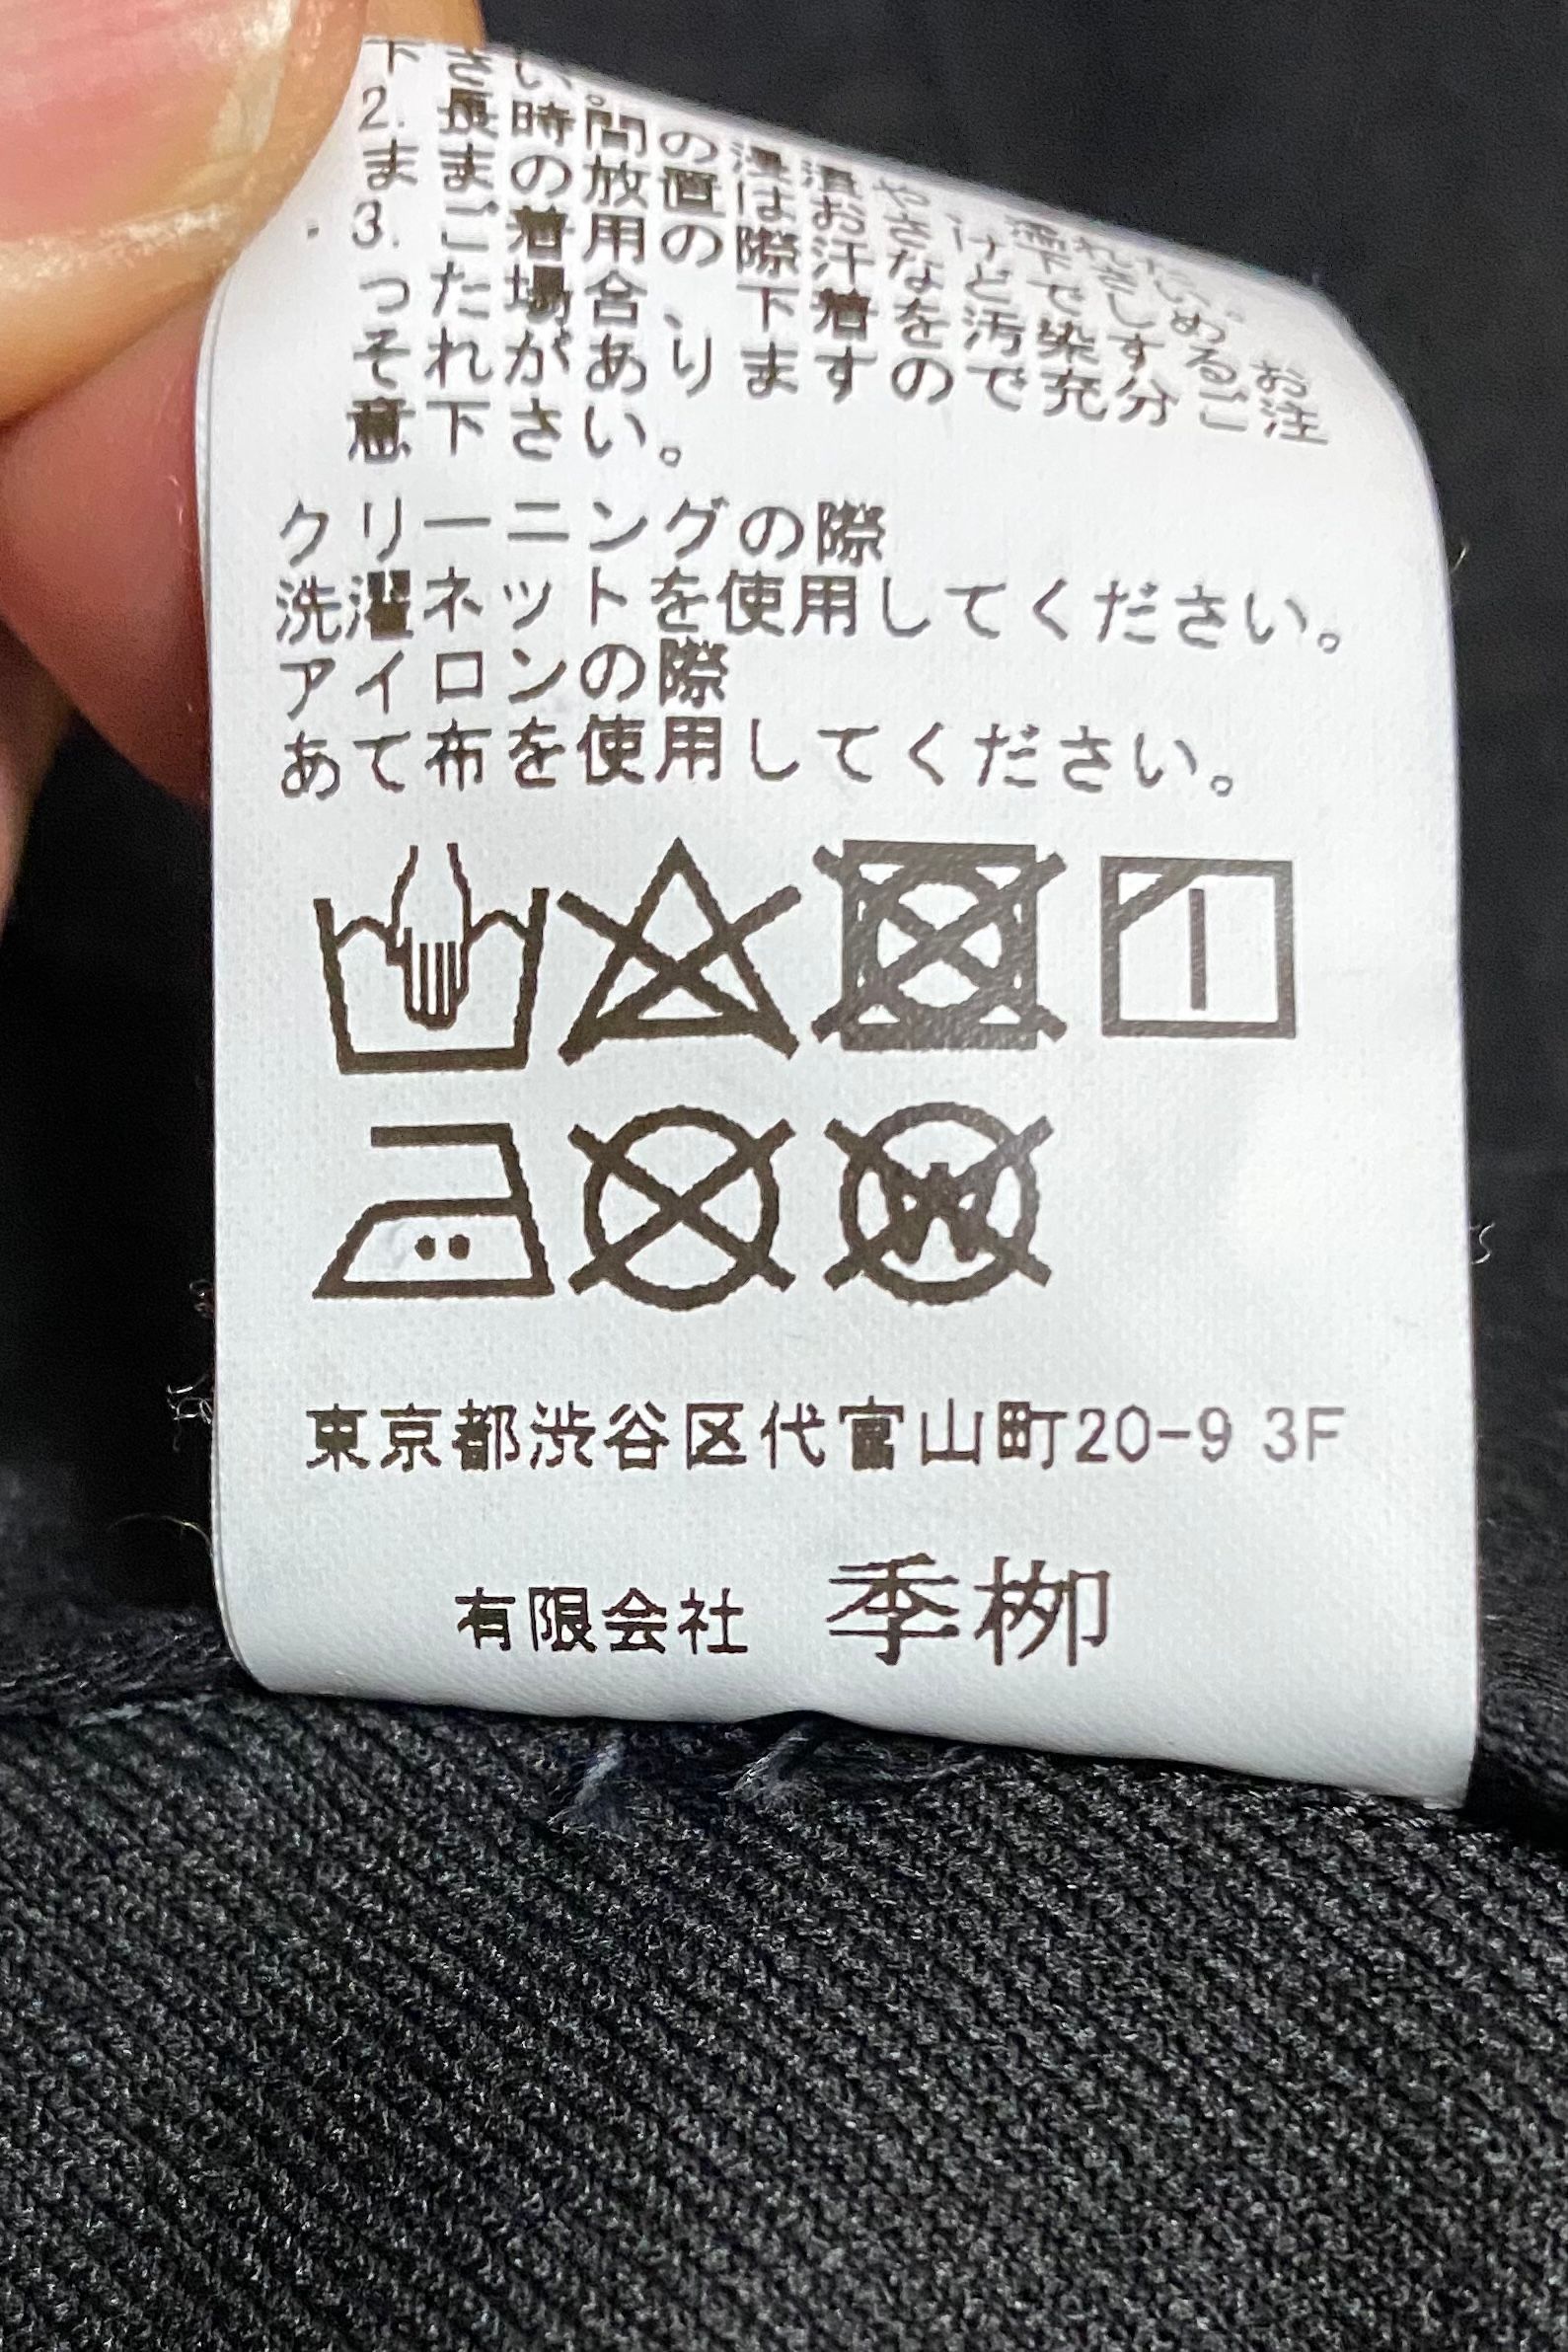 下さい。
2. 長時間の浸漬や濡れた
ままの放置はおさけ下さい。
3. ご着用の際汗などでしめ
った場合、下着を汚染するお
それがありますので充分ご注
意下さい。
クリーニングの際
洗濯ネットを使用してください。
アイロンの際
あて布を使用してください。
W
東京都渋谷区代官山町20-9 3F
有限会社 季栁